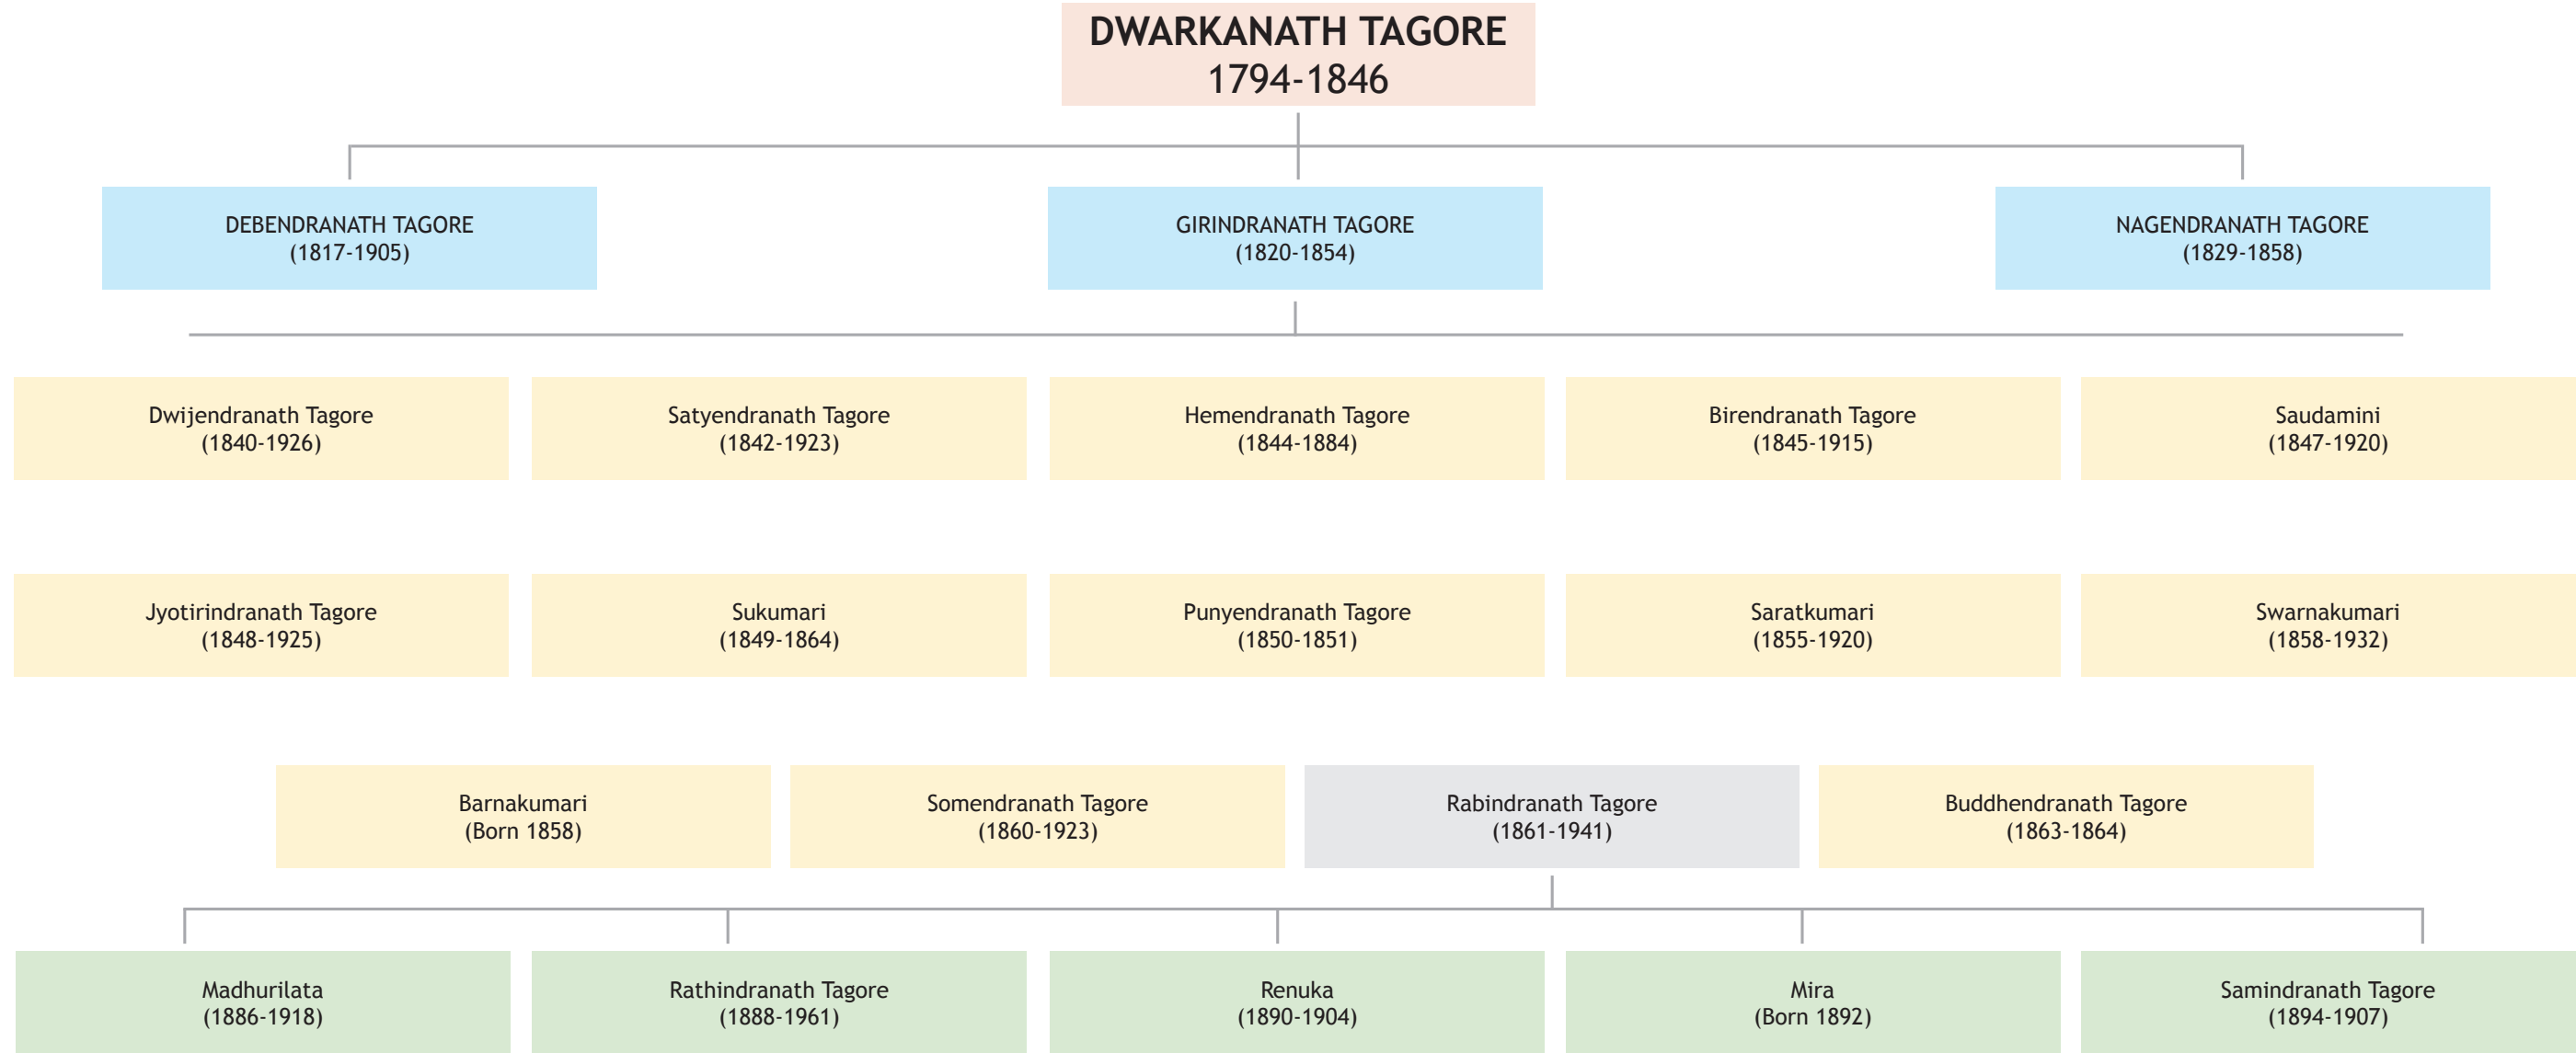 DWARKANATH TAGORE
1794-1846
DEBENDRANATH TAGORE
(1817-1905)
GIRINDRANATH TAGORE
(1820-1854)
NAGENDRANATH TAGORE
(1829-1858)
Dwijendranath Tagore
(1840-1926)
Satyendranath Tagore
(1842-1923)
Hemendranath Tagore
(1844-1884)
Birendranath Tagore
(1845-1915)
Saudamini
(1847-1920)
Jyotirindranath Tagore
(1848-1925)
Sukumari
(1849-1864)
Punyendranath Tagore
(1850-1851)
Saratkumari
(1855-1920)
Swarnakumari
(1858-1932)
Barnakumari
(Born 1858)
Somendranath Tagore
(1860-1923)
Rabindranath Tagore
(1861-1941)
Buddhendranath Tagore
(1863-1864)
Madhurilata
(1886-1918)
Rathindranath Tagore
(1888-1961)
Renuka
(1890-1904)
Mira
(Born 1892)
Samindranath Tagore
(1894-1907)